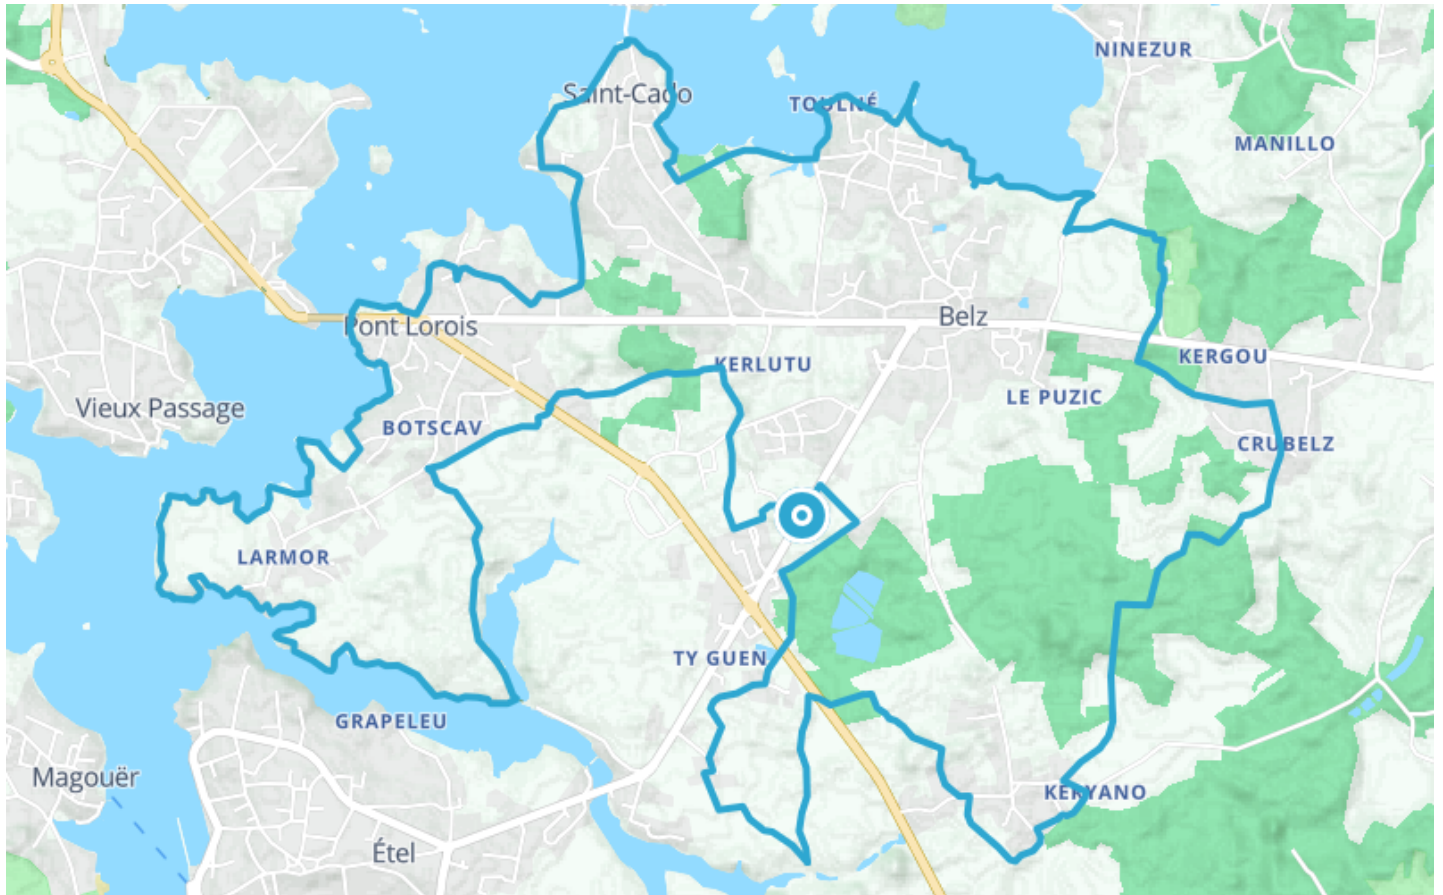 NINEZUR
Saint-Cado
TOULNÉ
MANILLO
Pont Lorois
Belz
KERLUTU
KERGOU
LE PUZIC
Vieux Passage
BOTSCAV
CRUBELZ
LARMOR
TY GUEN
GRAPELEU
Magouër
KERYANO
Étel